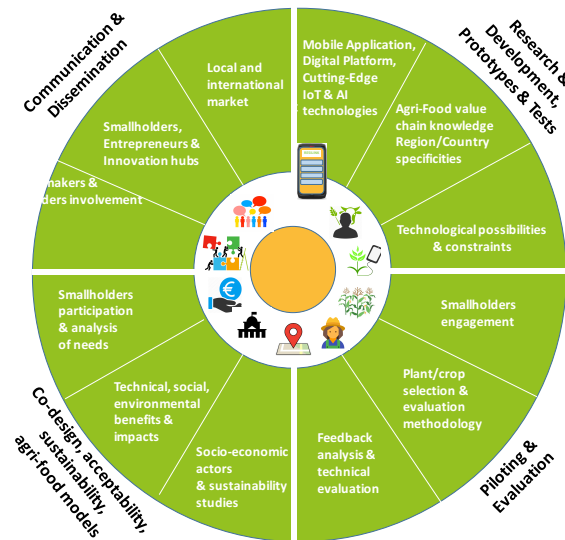 Communication &
Dissemination
Research &
Development,
Prototypes & Tests
Local and
international
market
Mobile Application,
Digital Platform,
Cutting-Edge
IoT & AI
technologies
Smallholders,
Entrepreneurs &
Innovation hubs
Agri-Food value
chain knowledge
Region/Country
specificities
makers &
ders involvement
Technological possibilities
& constraints
Smallholders
participation
& analysis
of needs
Smallholders
engagement
Technical, social,
environmental
benefits &
impacts
Plant/crop
selection &
evaluation
methodology
Socio-economic
actors
& sustainability
studies
Feedback
analysis &
technical
evaluation
Co-design, acceptability,
sustainability,
agri-food models
Piloting &
Evaluation